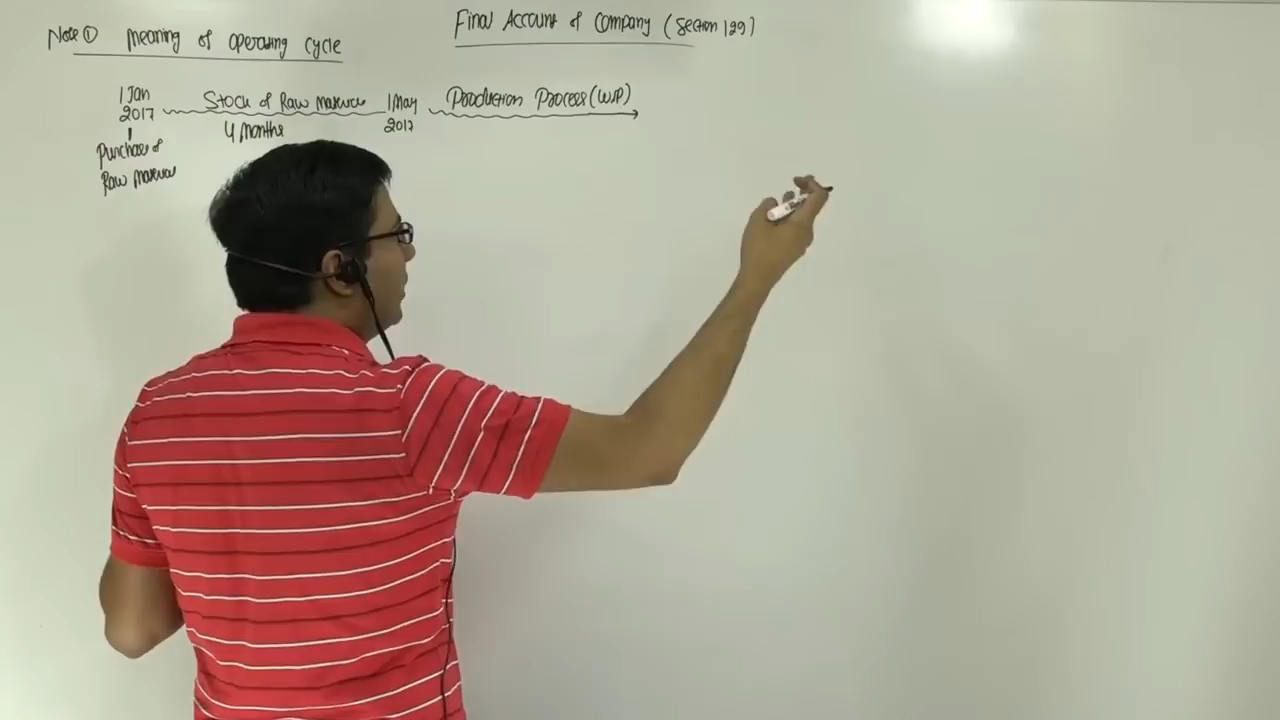 Final Account of Company (Section 129)
Note ① Meaning of Operating Cycle
1 Jan 2017
Stock of Raw Material
4 Months
1 May 2017
Production Process (WIP)
Purchase of
Raw Material